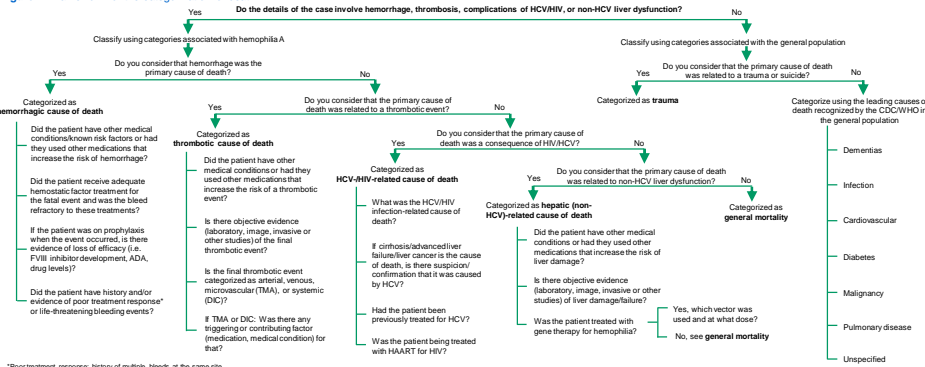 Do the details of the case involve hemorrhage, thrombosis, complications of HCV/HIV, or non-HCV liver dysfunction?
Yes
No
Classify using categories associated with hemophilia A
Classify using categories associated with the general population
Do you consider that hemorrhage was the
primary cause of death?
Yes
No
Do you consider that the primary cause of death
was related to a trauma or suicide?
Yes
No
Categorized as
hemorrhagic cause of death
Did the patient have other medical
conditions/known risk factors or had
they used other medications that
increase the risk of hemorrhage?
Did the patient receive adequate
hemostatic factor treatment for
the fatal event and was the bleed
refractory to these treatments?
If the patient was on prophylaxis
when the event occurred, is there
evidence of loss of efficacy (i.e.
FVIII inhibitor development, ADA,
drug levels)?
Did the patient have history and/or
evidence of poor treatment response*
or life-threatening bleeding events?
Do you consider that the primary cause of
death was related to a thrombotic event?
Yes
No
Categorized as
thrombotic cause of death
Did the patient have other
medical conditions or had they
used other medications that
increase the risk of a thrombotic
event?
Is there objective evidence
(laboratory, image, invasive or
other studies) of the final
thrombotic event?
Is the final thrombotic event
categorized as arterial, venous,
microvascular (TMA), or systemic
(DIC)?
If TMA or DIC: Was there any
triggering or contributing factor
(medication, medical condition) for
that?
Do you consider that the primary cause of
death was a consequence of HIV/HCV?
Yes
No
Categorized as
HCV-/HIV-related cause of death
What was the HCV/HIV
infection-related cause of
death?
If cirrhosis/advanced liver
failure/liver cancer is the cause
of death, is there suspicion/
confirmation that it was caused
by HCV?
Had the patient been
previously treated for HCV?
Was the patient being treated
with HAART for HIV?
Do you consider that the primary cause of death
was related to non-HCV liver dysfunction?
Yes
No
Categorized as hepatic (non-
HCV)-related cause of death
Did the patient have other medical
conditions or had they used other
medications that increase the risk of
liver damage?
Is there objective evidence
(laboratory, image, invasive or other
studies) of liver damage/failure?
Was the patient treated with
gene therapy for hemophilia?
Yes, which vector was
used and at what dose?
No, see general mortality
Categorized as
general mortality
Categorized as trauma
Categorize using the leading causes of
death recognized by the CDC/WHO in
the general population
Dementias
Infection
Cardiovascular
Diabetes
Malignancy
Pulmonary disease
Unspecified
*Poor treatment response: history of multiple bleeds at the same site